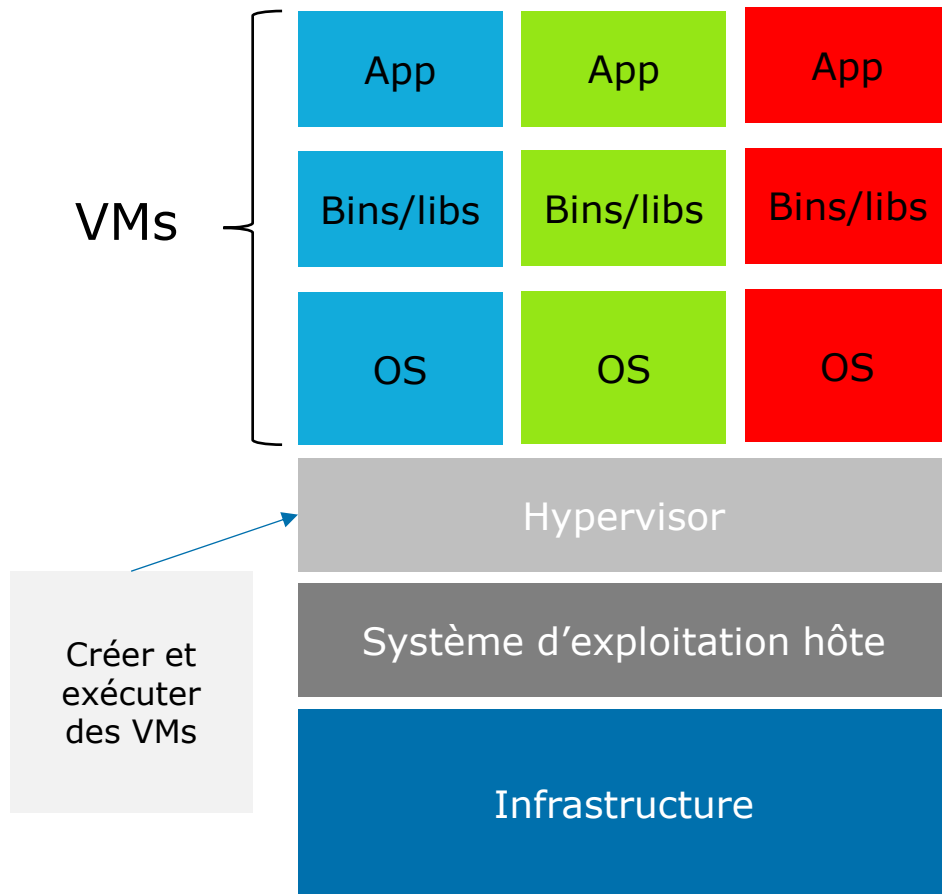 App
App
App
VMs
Bins/libs
Bins/libs
Bins/libs
OS
OS
OS
Hypervisor
Créer et
exécuter
des VMs
Système d’exploitation hôte
Infrastructure